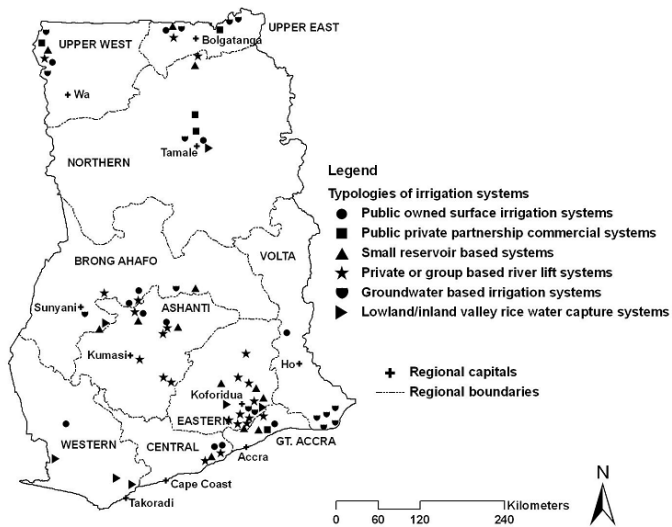 UPPER EAST
UPPER WEST
Bolgatanga
Wa
NORTHERN
Tamale
Legend
Typologies of irrigation systems
Public owned surface irrigation systems
Public private partnership commercial systems
Small reservoir based systems
Private or group based river lift systems
Groundwater based irrigation systems
Lowland/inland valley rice water capture systems
Regional capitals
Regional boundaries
BRONG AHAFO
VOLTA
Sunyani
ASHANTI
Kumasi
Ho
Koforidua
EASTERN
WESTERN
CENTRAL
GT. ACCRA
Accra
Cape Coast
Takoradi
N
Kilometers
0 60 120 240